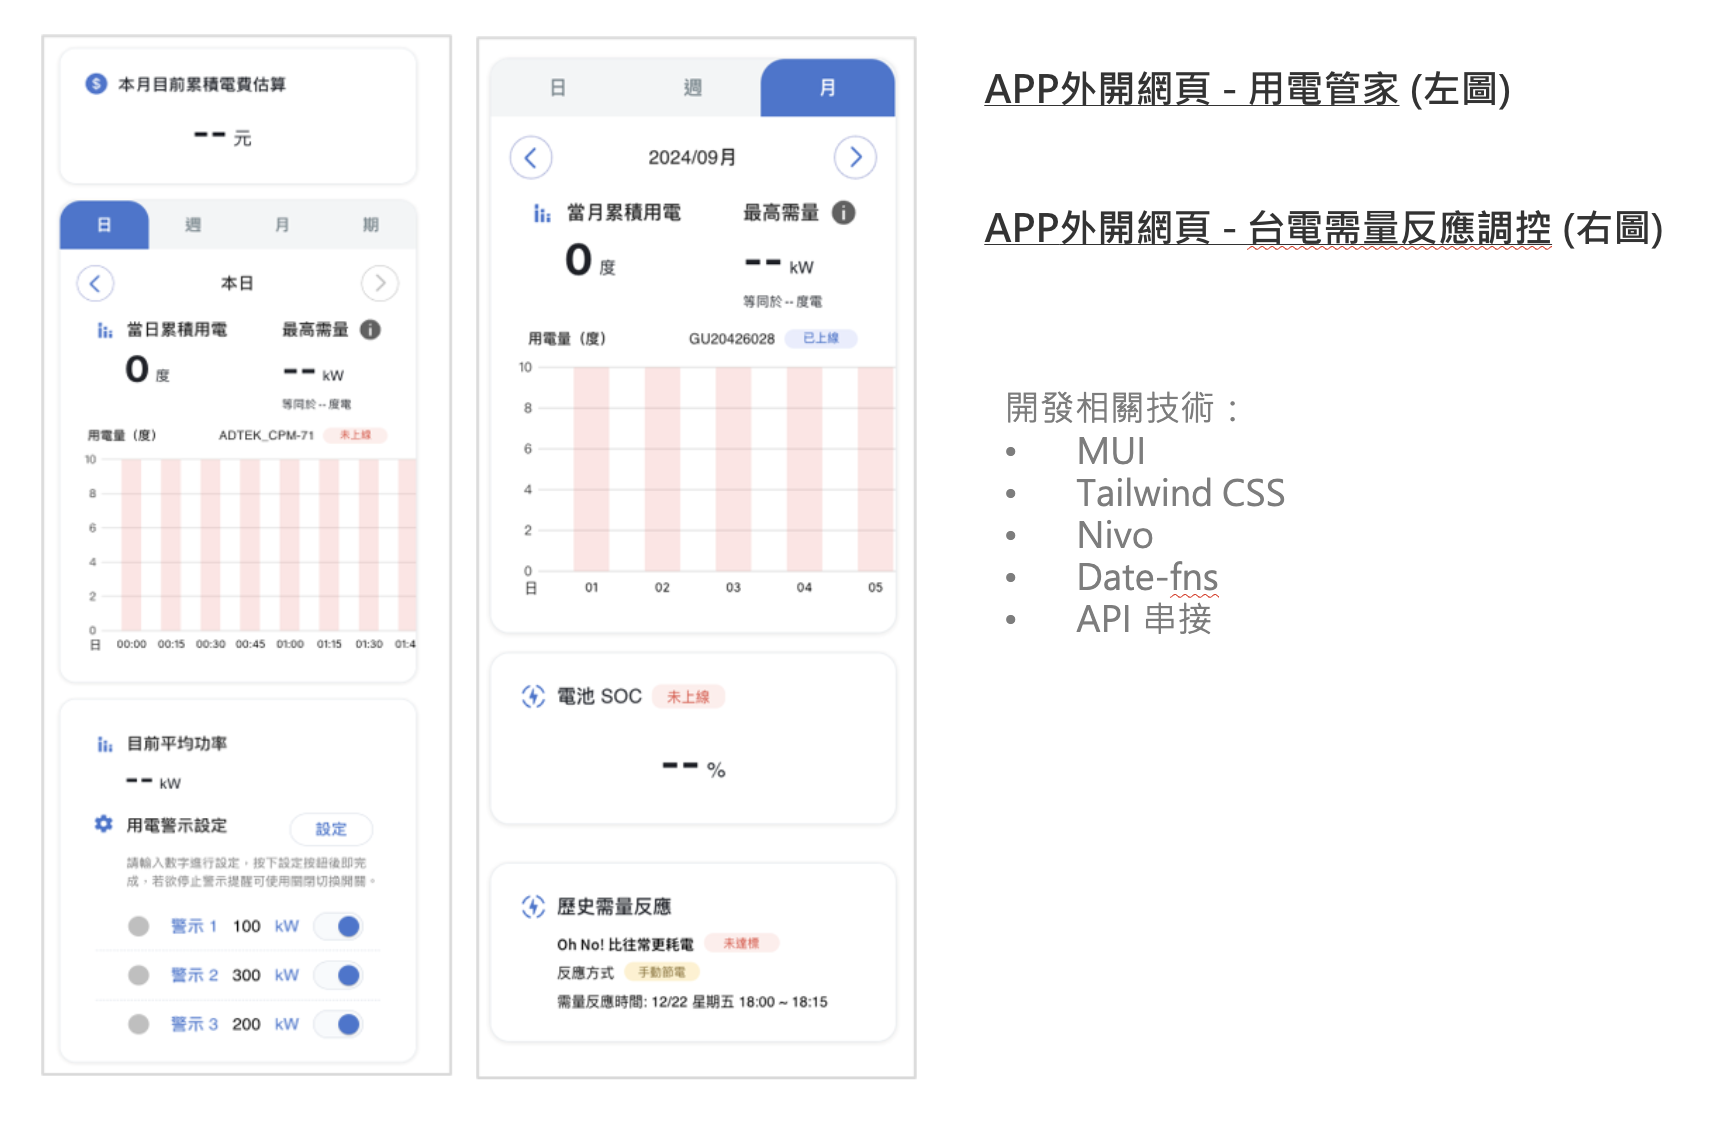 本月目前累積電費估算
-- 元
日 週 月 期
本日
當日累積用電 最高需量
0 度 -- kW
等同於 -- 度電
用電量（度） ADTEK_CPM-71 未上線
10
8
6
4
2
0
日 00:00 00:15 00:30 00:45 01:00 01:15 01:30 01:4
目前平均功率
-- kW
用電警示設定 設定
請輸入數字進行設定，按下設定按鈕後即完
成，若欲停止警示提醒可使用關閉切換開關。
警示 1 100 kW
警示 2 300 kW
警示 3 200 kW
日 週 月
2024/09月
當月累積用電 最高需量
0 度 -- kW
等同於 -- 度電
用電量（度） GU20426028 已上線
10
8
6
4
2
0
日 01 02 03 04 05
電池 SOC 未上線
-- %
歷史需量反應
Oh No! 比往常更耗電 未達標
反應方式 手動節電
需量反應時間: 12/22 星期五 18:00 ~ 18:15
APP外開網頁 - 用電管家 (左圖)
APP外開網頁 - 台電需量反應調控 (右圖)
開發相關技術：
• MUI
• Tailwind CSS
• Nivo
• Date-fns
• API 串接